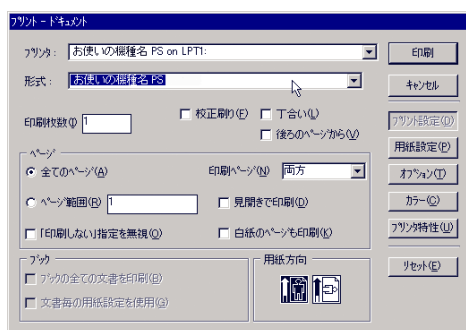 プリント - ドキュメント
プリンタ： お使いの機種名 PS on LPT1:
印刷
形式： お使いの機種名 PS
キャンセル
印刷枚数(I) 1
校正刷り(F)
丁合い(L)
後ろのページから(V)
プリント設定(D)
用紙設定(P)
ページ
全てのページ(A)
印刷ページ(N) 両方
オプション(T)
ページ範囲(R) 1
見開きで印刷(O)
カラー(C)
「印刷しない」指定を無視(Q)
白紙のページも印刷(K)
プリンタ特性(U)
ブック
ブックの全ての文書を印刷(B)
文書毎の用紙設定を使用(G)
用紙方向
リセット(E)